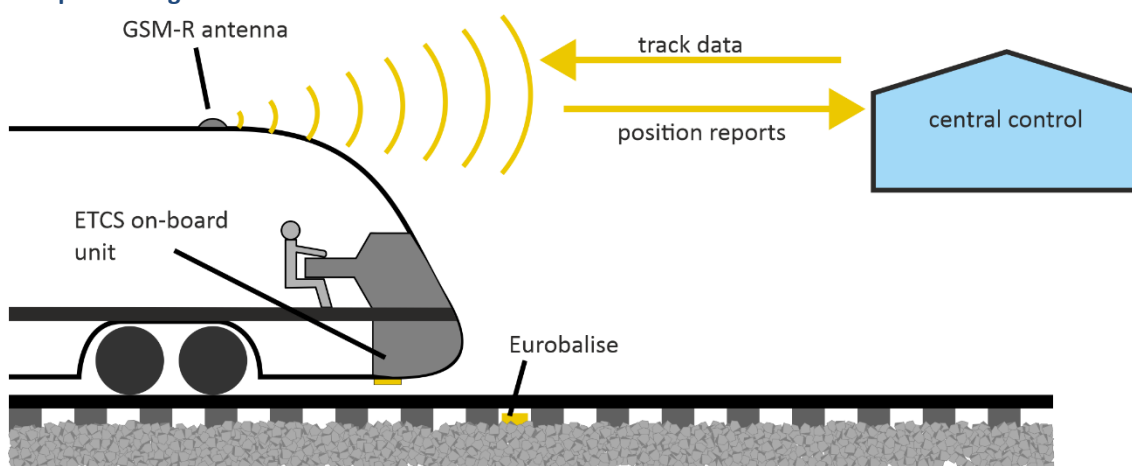 GSM-R antenna
track data
position reports
central control
ETCS on-board
unit
Eurobalise